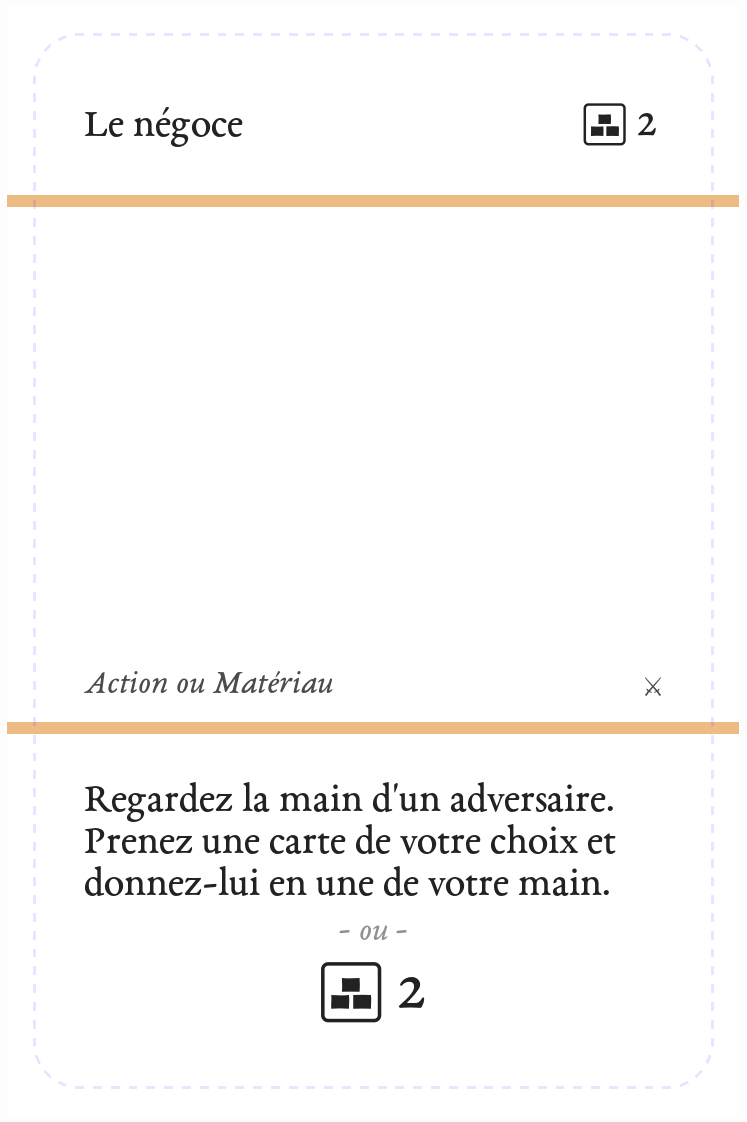 Le négoce
2
Action ou Matériau
Regardez la main d'un adversaire.
Prenez une carte de votre choix et
donnez-lui en une de votre main.
- ou -
2